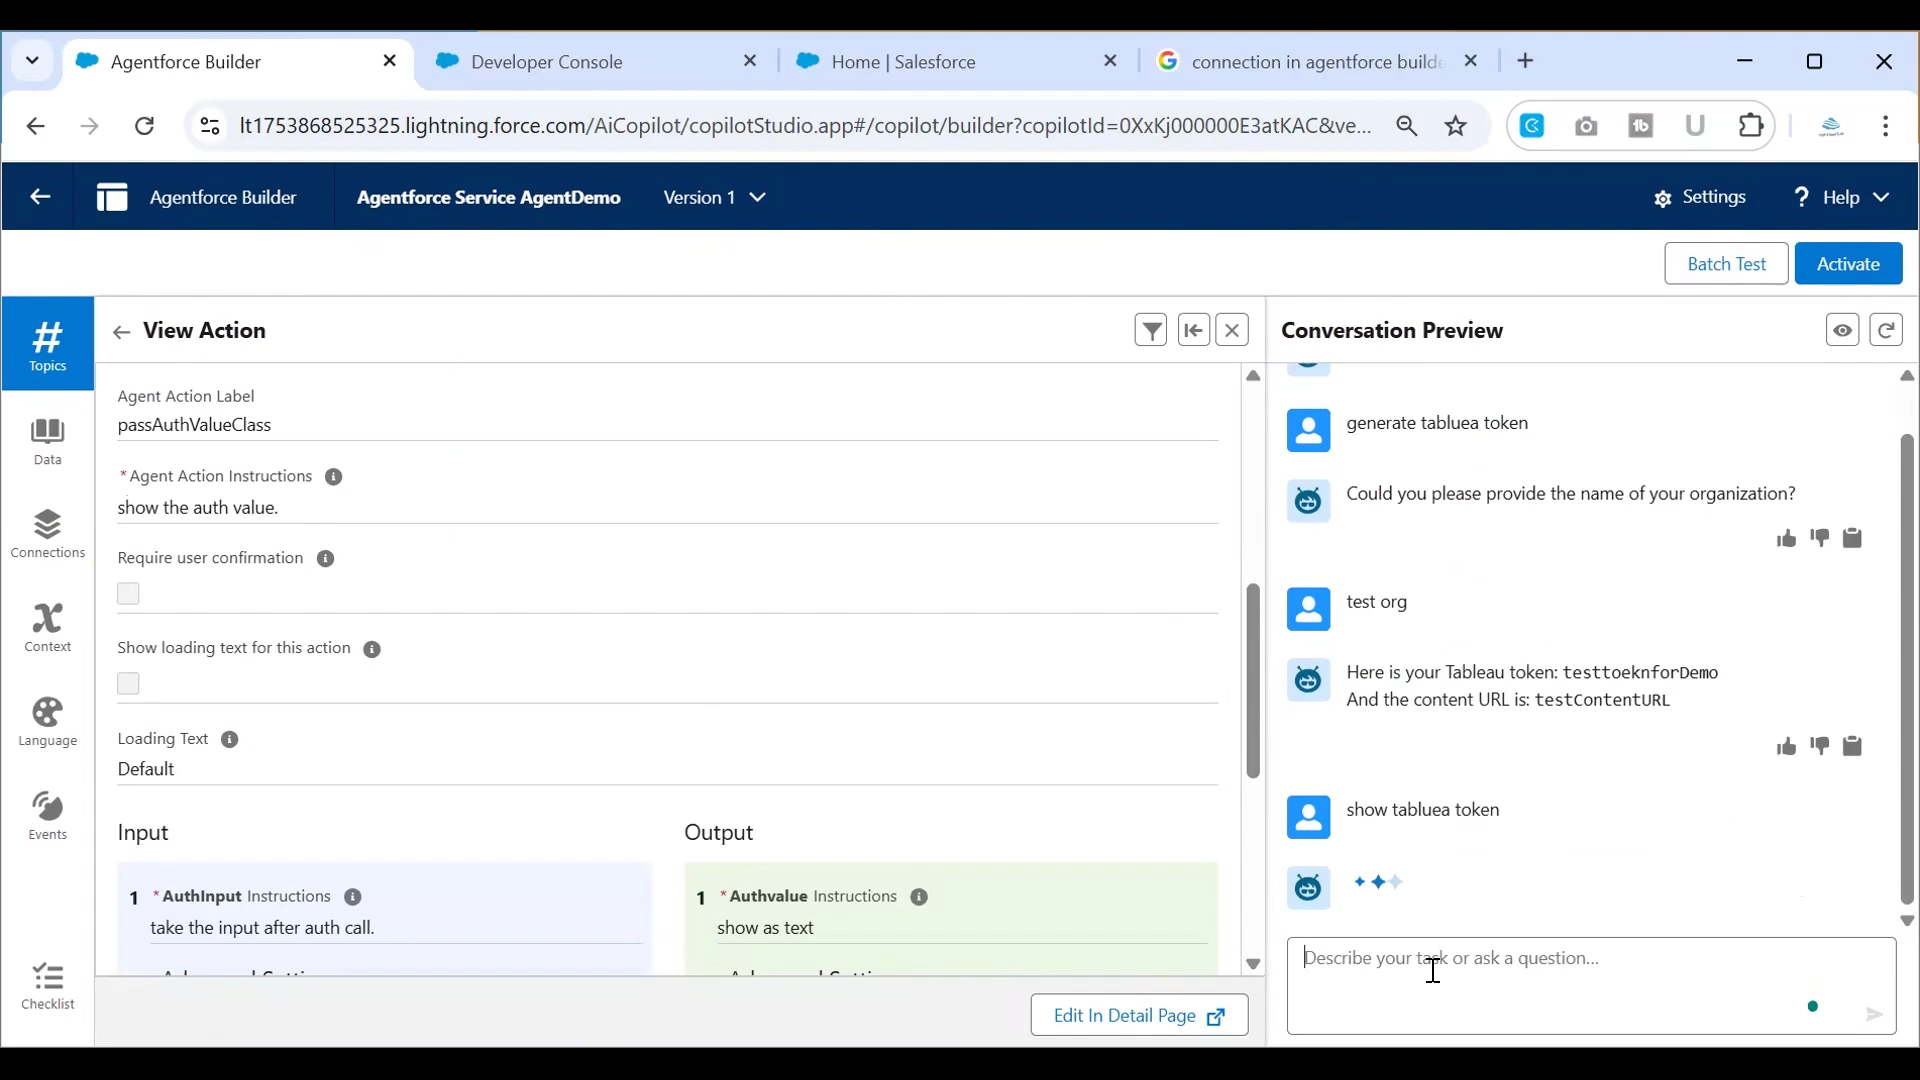 Agentforce Builder
Developer Console
Home | Salesforce
connection in agentforce builde
lt1753868525325.lightning.force.com/AiCopilot/copilotStudio.app#/copilot/builder?copilotId=0XxKj000000E3atKAC&ve...
Agentforce Builder
Agentforce Service AgentDemo
Version 1
Settings
? Help
Batch Test
Activate
Topics
Data
Connections
Context
Language
Events
Checklist
View Action
Agent Action Label
passAuthValueClass
*Agent Action Instructions
show the auth value.
Require user confirmation
Show loading text for this action
Loading Text
Default
Input
Output
1 *AuthInput Instructions
take the input after auth call.
1 *Authvalue Instructions
show as text
Edit In Detail Page
Conversation Preview
generate tabluea token
Could you please provide the name of your organization?
test org
Here is your Tableau token: testtoeknforDemo
And the content URL is: testContentURL
show tabluea token
Describe your task or ask a question...